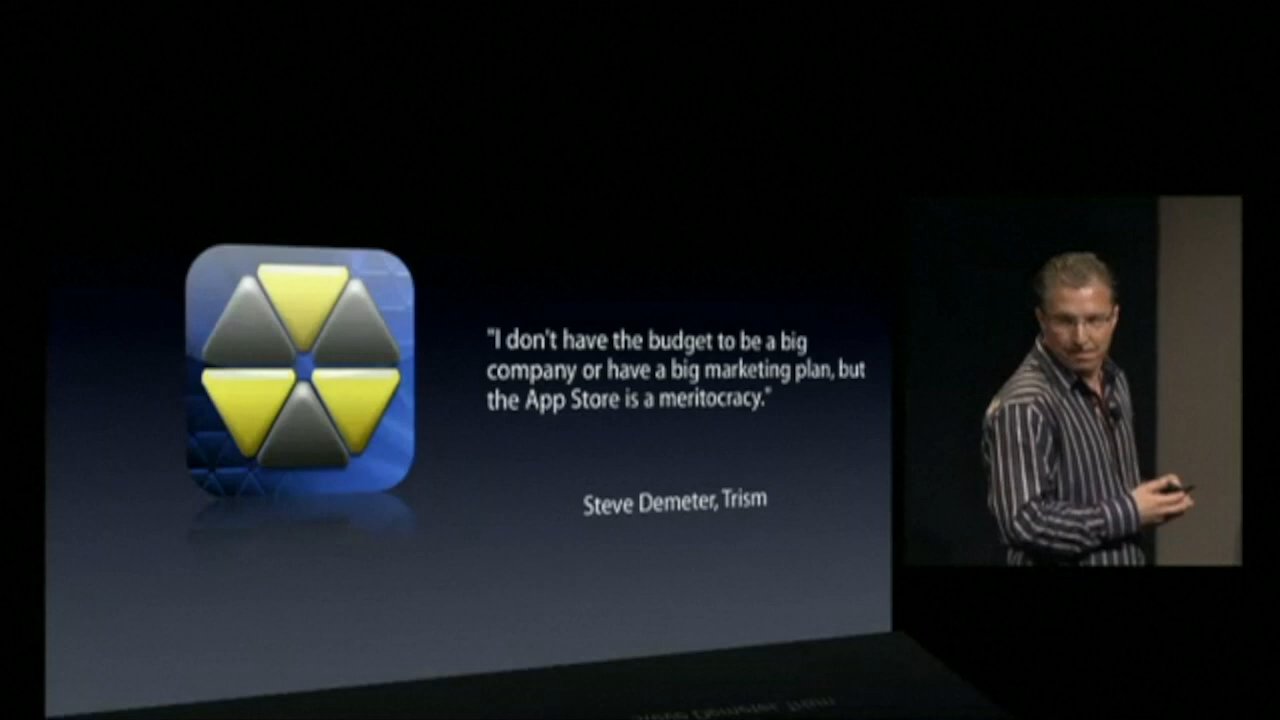 "I don't have the budget to be a big
company or have a big marketing plan, but
the App Store is a meritocracy."
Steve Demeter, Trism